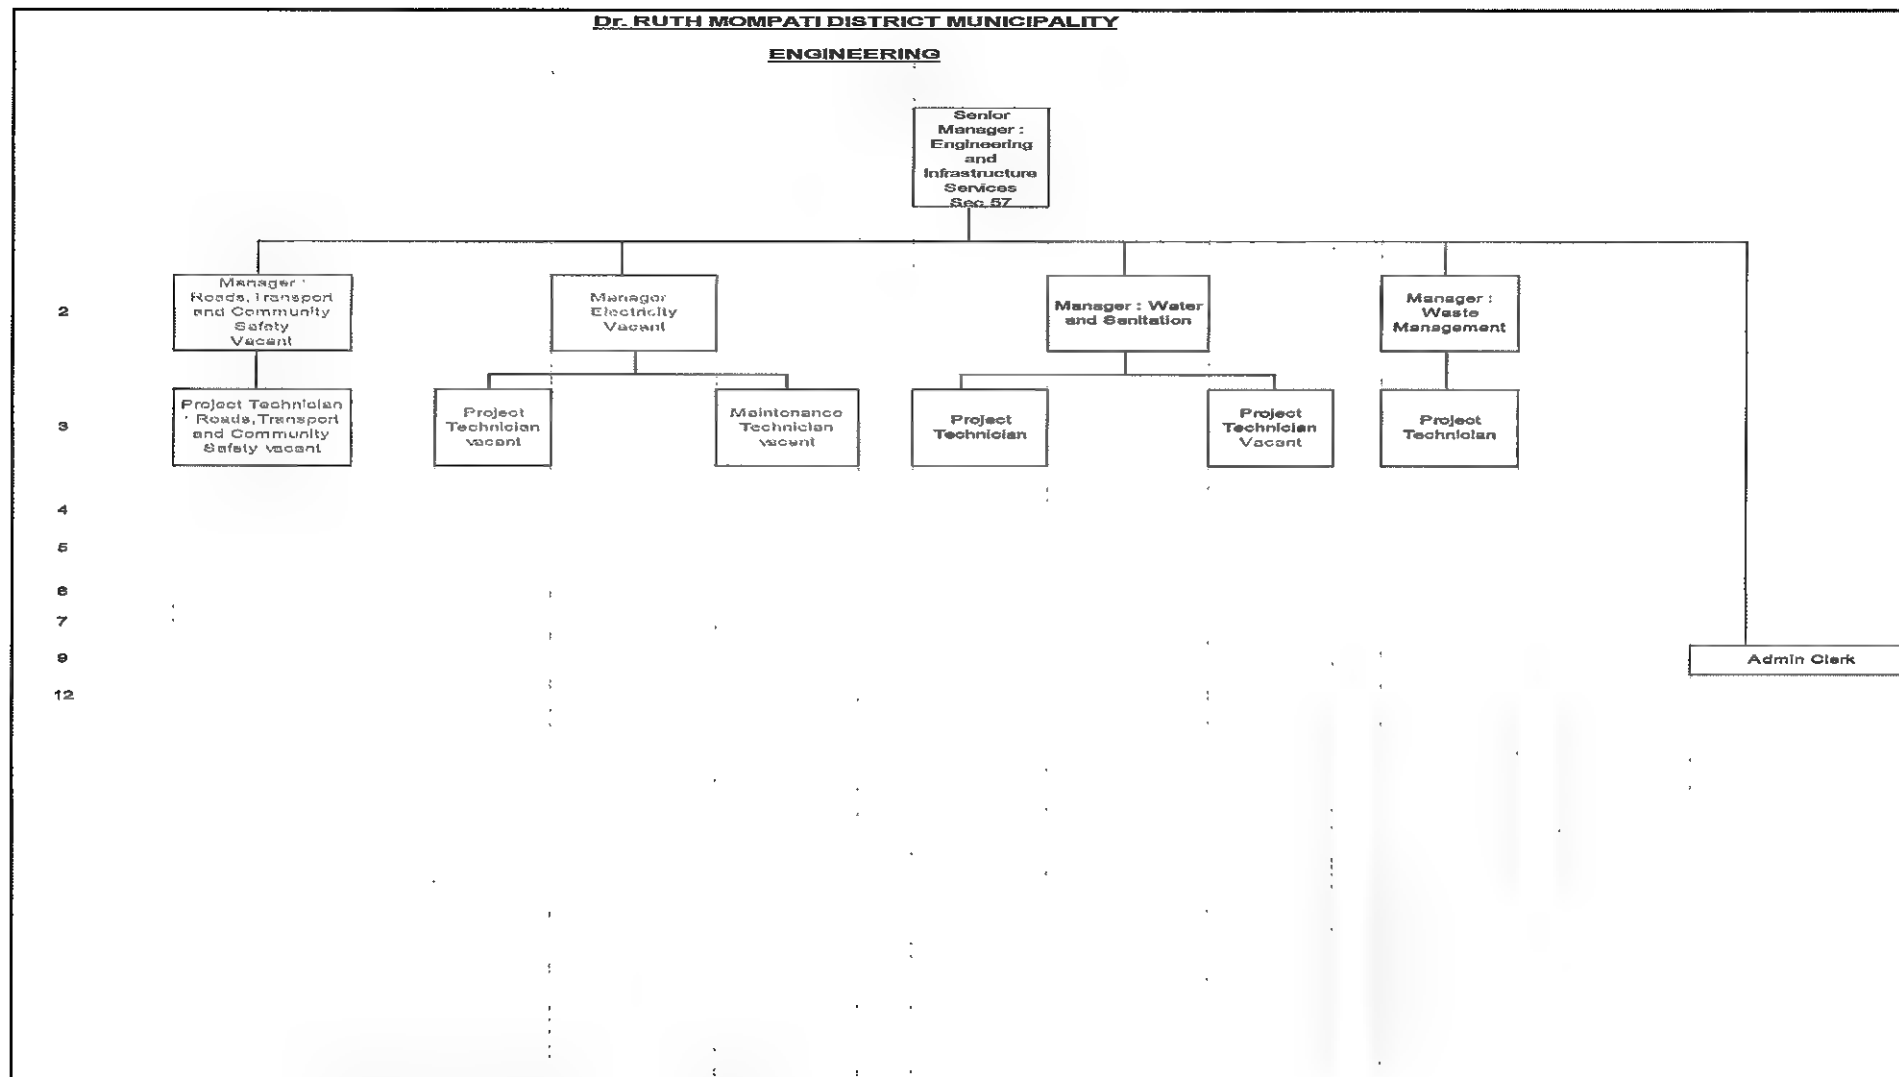 Dr. RUTH MOMPATI DISTRICT MUNICIPALITY
ENGINEERING
Senior
Manager :
Engineering
and
Infrastructure
Services
Sec 57
2
Manager :
Roads, Transport
and Community
Safety
Vacant
Manager
Electricity
Vacant
Manager : Water
and Sanitation
Manager :
Waste
Management
3
Project Technician
: Roads, Transport
and Community
Safety vacant
Project
Technician
vacant
Maintenance
Technician
vacant
Project
Technician
Project
Technician
Vacant
Project
Technician
4
5
6
7
9
Admin Clerk
12